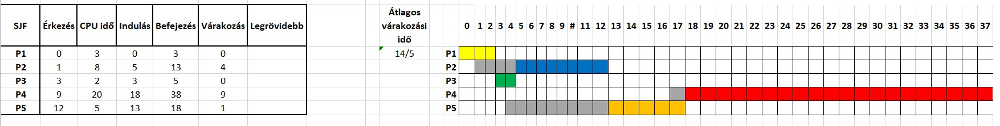 SJF Érkezés CPU idő Indulás Befejezés Várakozás Legrövidebb
Átlagos
várakozási
idő
0 1 2 3 4 5 6 7 8 9 # 11 12 13 14 15 16 17 18 19 20 21 22 23 24 25 26 27 28 29 30 31 32 33 34 35 36 37
P1 0 3 0 3 0 14/5 P1
P2 1 8 5 13 4 P2
P3 3 2 3 5 0 P3
P4 9 20 18 38 9 P4
P5 12 5 13 18 1 P5